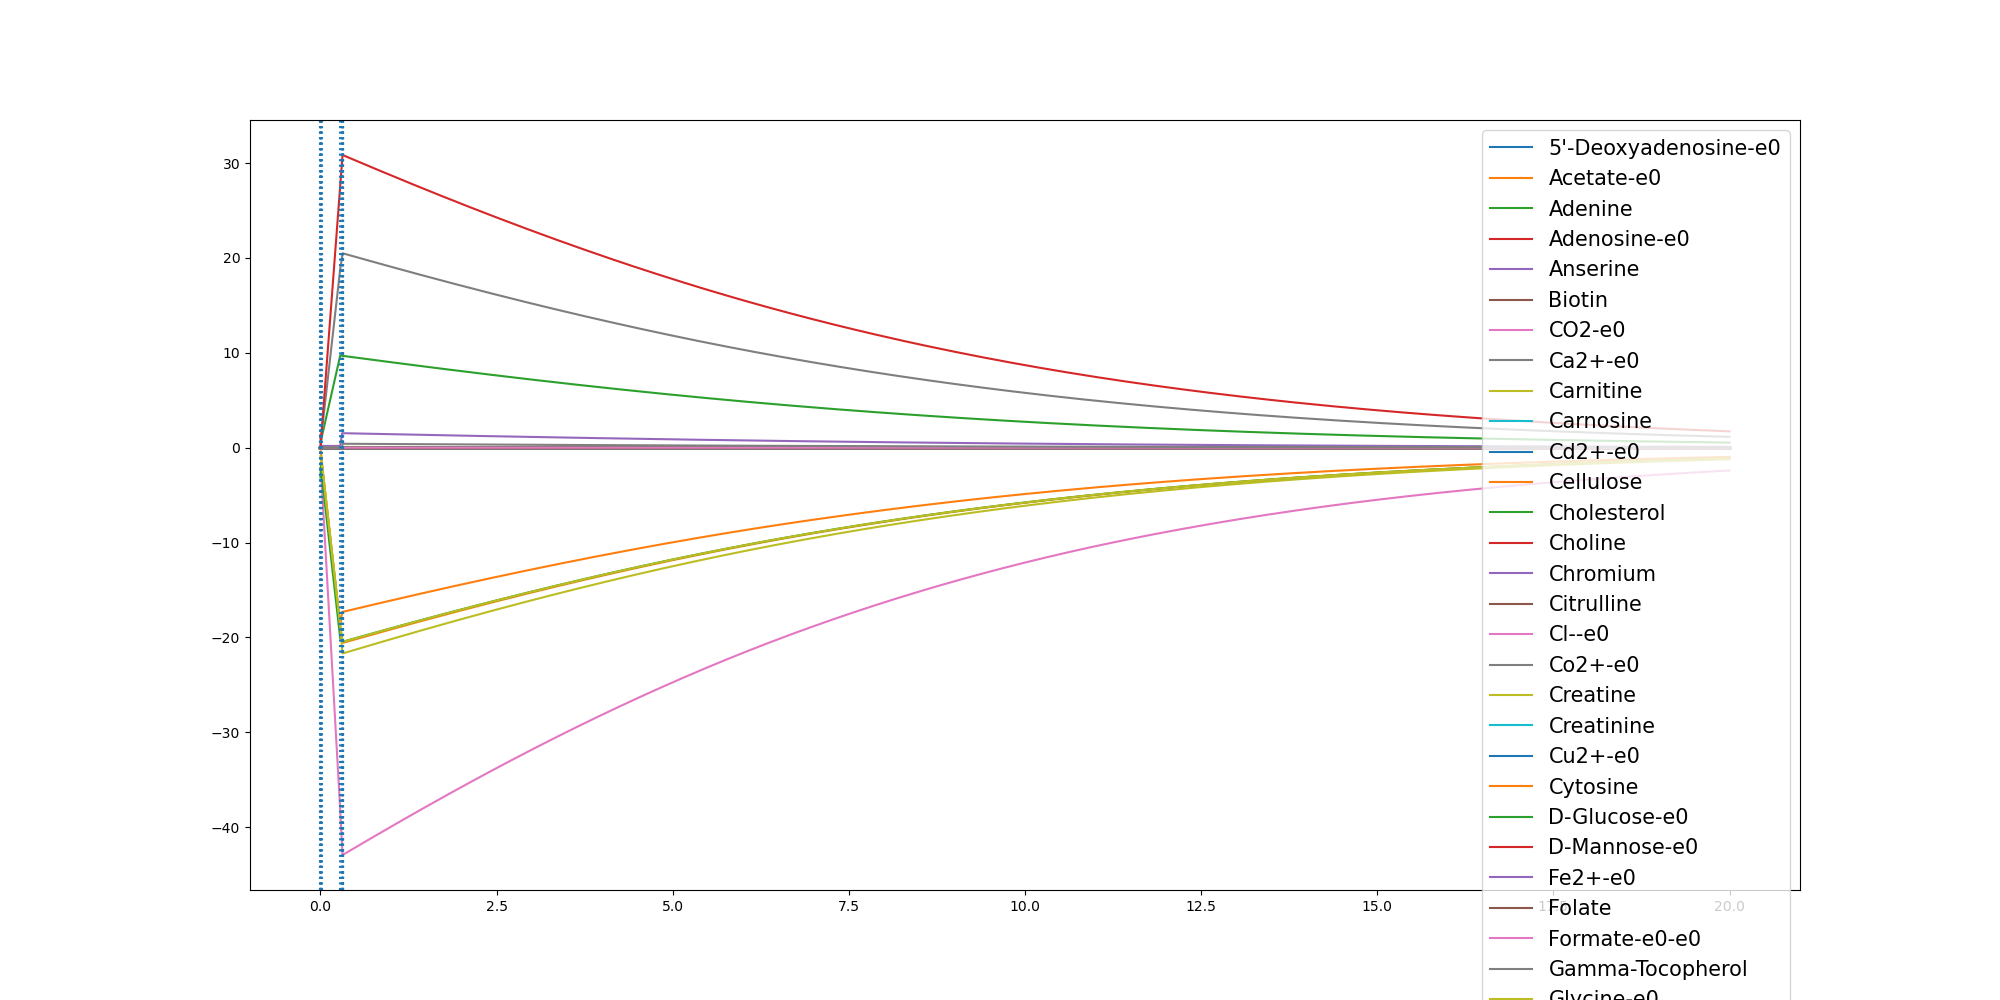 30
20
10
0
−10
−20
−30
−40
0.0
2.5
5.0
7.5
10.0
12.5
15.0
20.0
5'-Deoxyadenosine-e0
Acetate-e0
Adenine
Adenosine-e0
Anserine
Biotin
CO2-e0
Ca2+-e0
Carnitine
Carnosine
Cd2+-e0
Cellulose
Cholesterol
Choline
Chromium
Citrulline
Cl--e0
Co2+-e0
Creatine
Creatinine
Cu2+-e0
Cytosine
D-Glucose-e0
D-Mannose-e0
Fe2+-e0
Folate
Formate-e0-e0
Gamma-Tocopherol
Glycine-e0